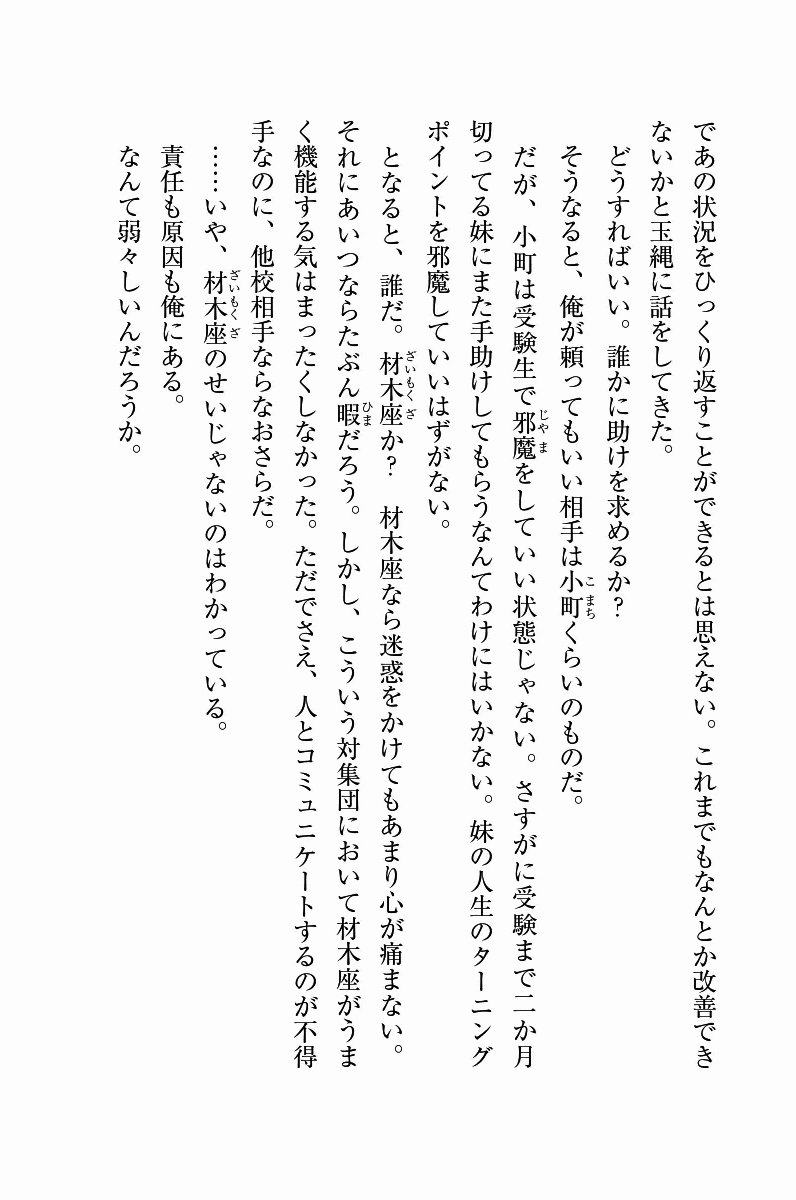 であの状況をひっくり返すことができるとは思えない。これまでもなんとか改善でき
ないかと玉縄に話をしてきた。
どうすればいい。誰かに助けを求めるか?
そうなると、俺が頼ってもいい相手は小町くらいのものだ。
だが、小町は受験生で邪魔をしていい状態じゃない。さすがに受験まで二か月
切ってる妹にまた手助けしてもらうなんてわけにはいかない。妹の人生のターニング
ポイントを邪魔していいはずがない。
となると、誰だ。材木座か? 材木座なら迷惑をかけてもあまり心が痛まない。
それにあいつならたぶん暇だろう。しかし、こういう対集団において材木座がうま
く機能する気はまったくしなかった。ただでさえ、人とコミュニケートするのが不得
手なのに、他校相手ならなおさらだ。
……いや、材木座のせいじゃないのはわかっている。
責任も原因も俺にある。
なんて弱々しいんだろうか。